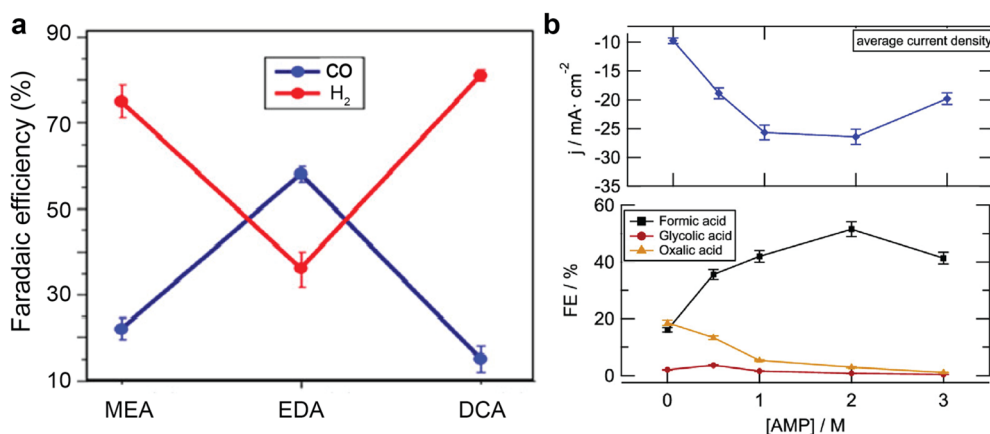 a
90
70
50
30
10
Faradaic efficiency (%)
CO
H₂
MEA EDA DCA
b
-10
-15
-20
-25
-30
-35
j / mA· cm⁻²
average current density
60
40
20
0
FE / %
Formic acid
Glycolic acid
Oxalic acid
0 1 2 3
[AMP] / M